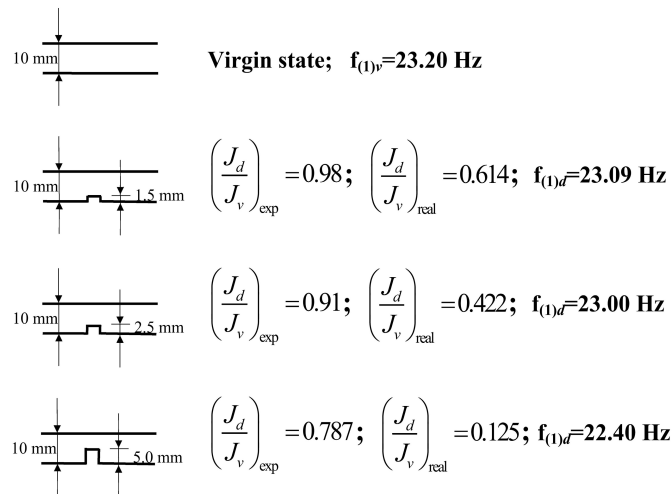 10 mm
Virgin state; f(1)v=23.20 Hz
10 mm
1.5 mm
(Jd/Jv)exp = 0.98; (Jd/Jv)real = 0.614; f(1)d=23.09 Hz
10 mm
2.5 mm
(Jd/Jv)exp = 0.91; (Jd/Jv)real = 0.422; f(1)d=23.00 Hz
10 mm
5.0 mm
(Jd/Jv)exp = 0.787; (Jd/Jv)real = 0.125; f(1)d=22.40 Hz